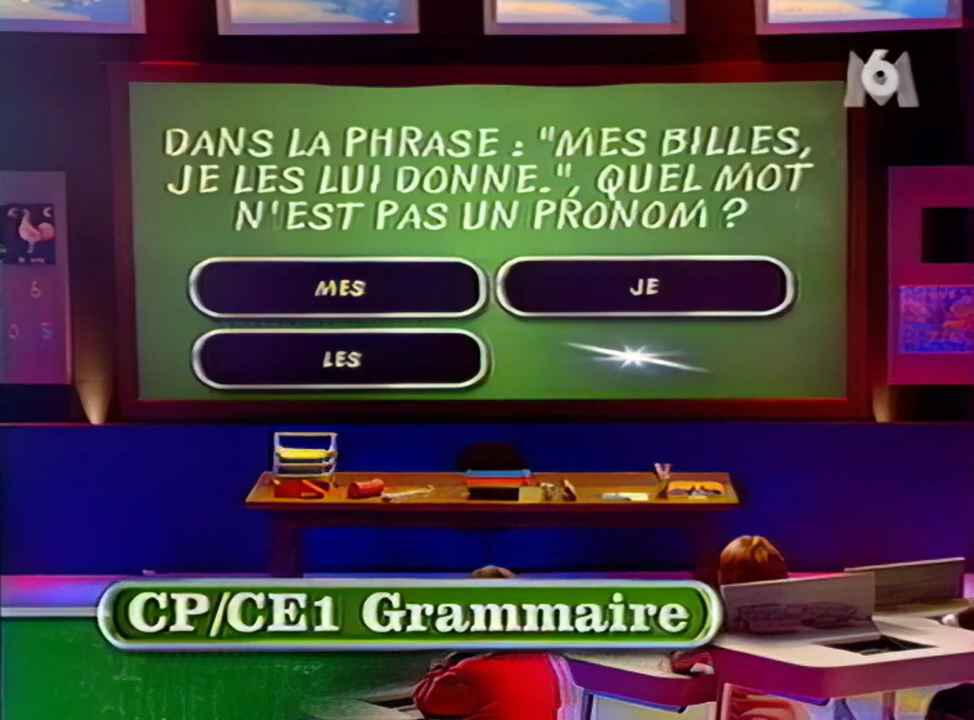 M6
DANS LA PHRASE : "MES BILLES,
JE LES LUI DONNE.", QUEL MOT
N'EST PAS UN PRONOM ?
MES
JE
LES
CP/CE1 Grammaire